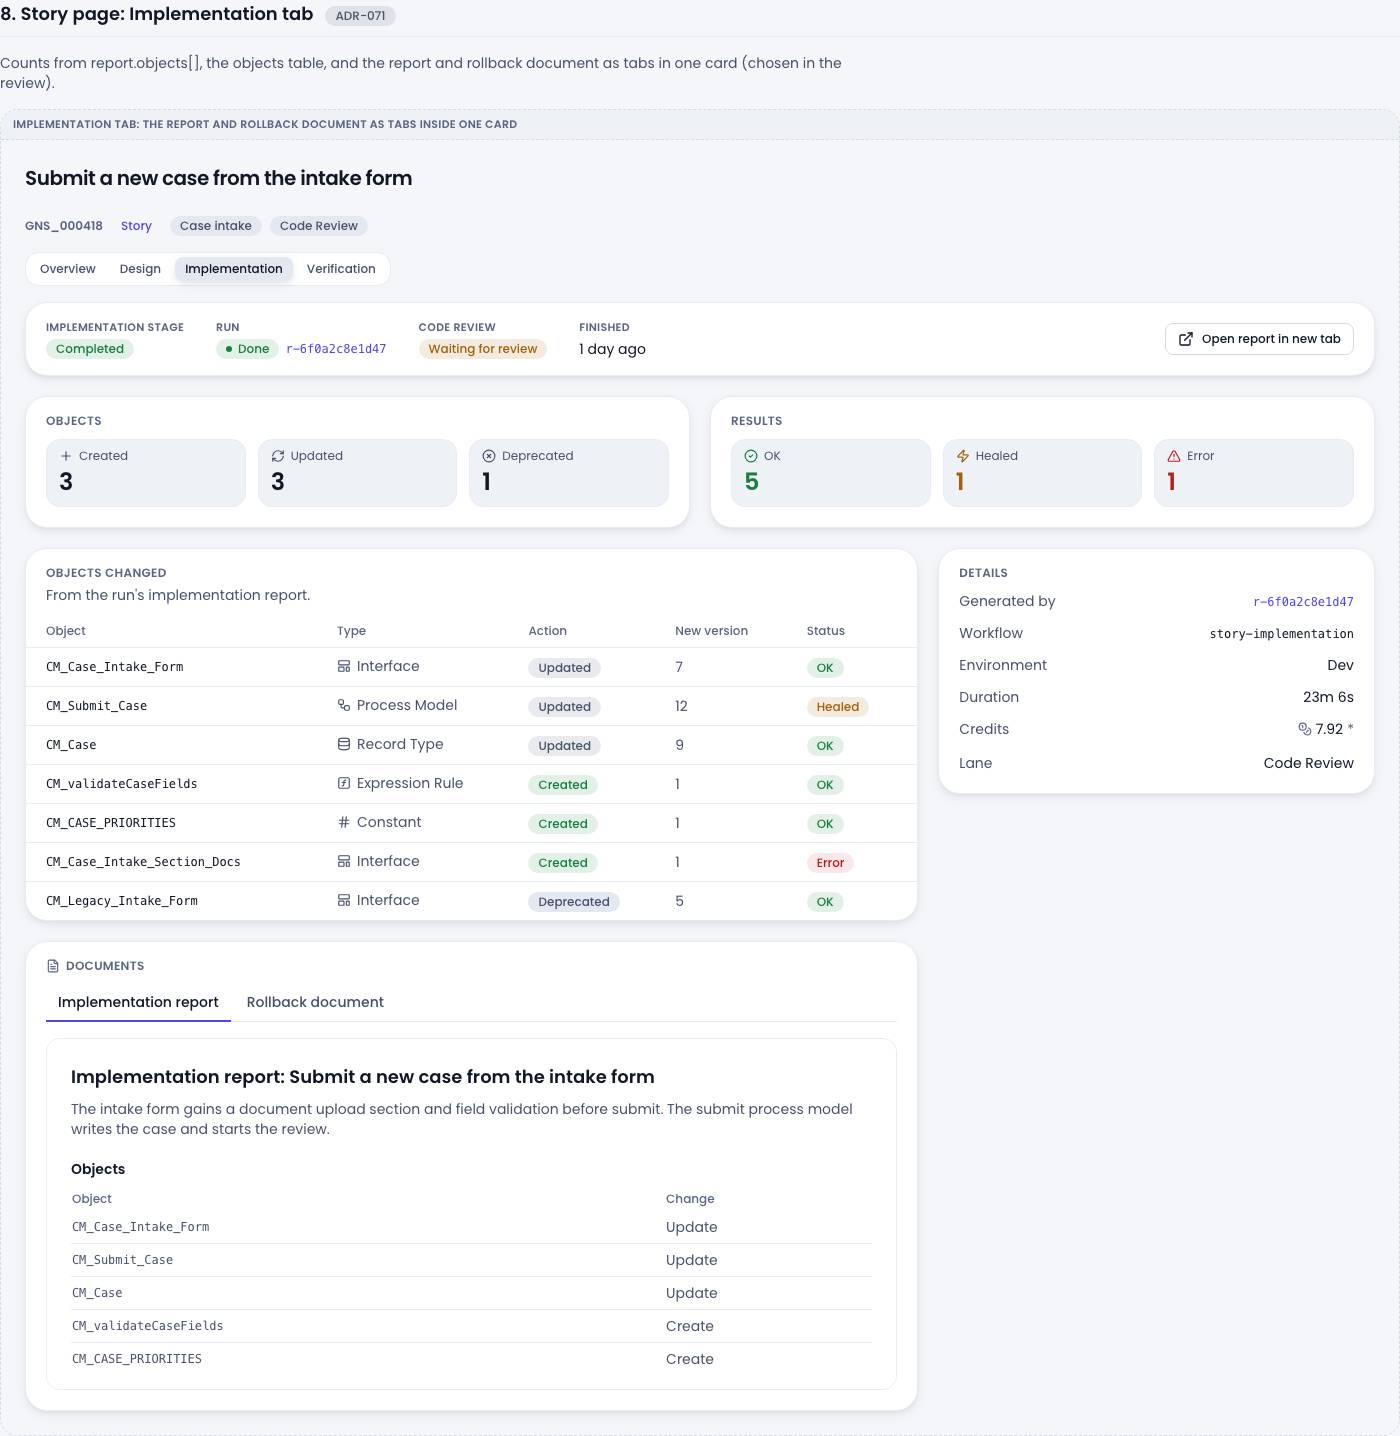 8. Story page: Implementation tab ADR-071
Counts from report.objects[], the objects table, and the report and rollback document as tabs in one card (chosen in the
review).
IMPLEMENTATION TAB: THE REPORT AND ROLLBACK DOCUMENT AS TABS INSIDE ONE CARD
Submit a new case from the intake form
GNS_000418 Story Case intake Code Review
Overview Design Implementation Verification
IMPLEMENTATION STAGE RUN CODE REVIEW FINISHED
Completed Done r-6f0a2c8e1d47 Waiting for review 1 day ago
Open report in new tab
OBJECTS
Created Updated Deprecated
3 3 1
RESULTS
OK Healed Error
5 1 1
OBJECTS CHANGED
From the run's implementation report.
Object Type Action New version Status
CM_Case_Intake_Form Interface Updated 7 OK
CM_Submit_Case Process Model Updated 12 Healed
CM_Case Record Type Updated 9 OK
CM_validateCaseFields Expression Rule Created 1 OK
CM_CASE_PRIORITIES Constant Created 1 OK
CM_Case_Intake_Section_Docs Interface Created 1 Error
CM_Legacy_Intake_Form Interface Deprecated 5 OK
DETAILS
Generated by r-6f0a2c8e1d47
Workflow story-implementation
Environment Dev
Duration 23m 6s
Credits 7.92 *
Lane Code Review
DOCUMENTS
Implementation report Rollback document
Implementation report: Submit a new case from the intake form
The intake form gains a document upload section and field validation before submit. The submit process model
writes the case and starts the review.
Objects
Object Change
CM_Case_Intake_Form Update
CM_Submit_Case Update
CM_Case Update
CM_validateCaseFields Create
CM_CASE_PRIORITIES Create